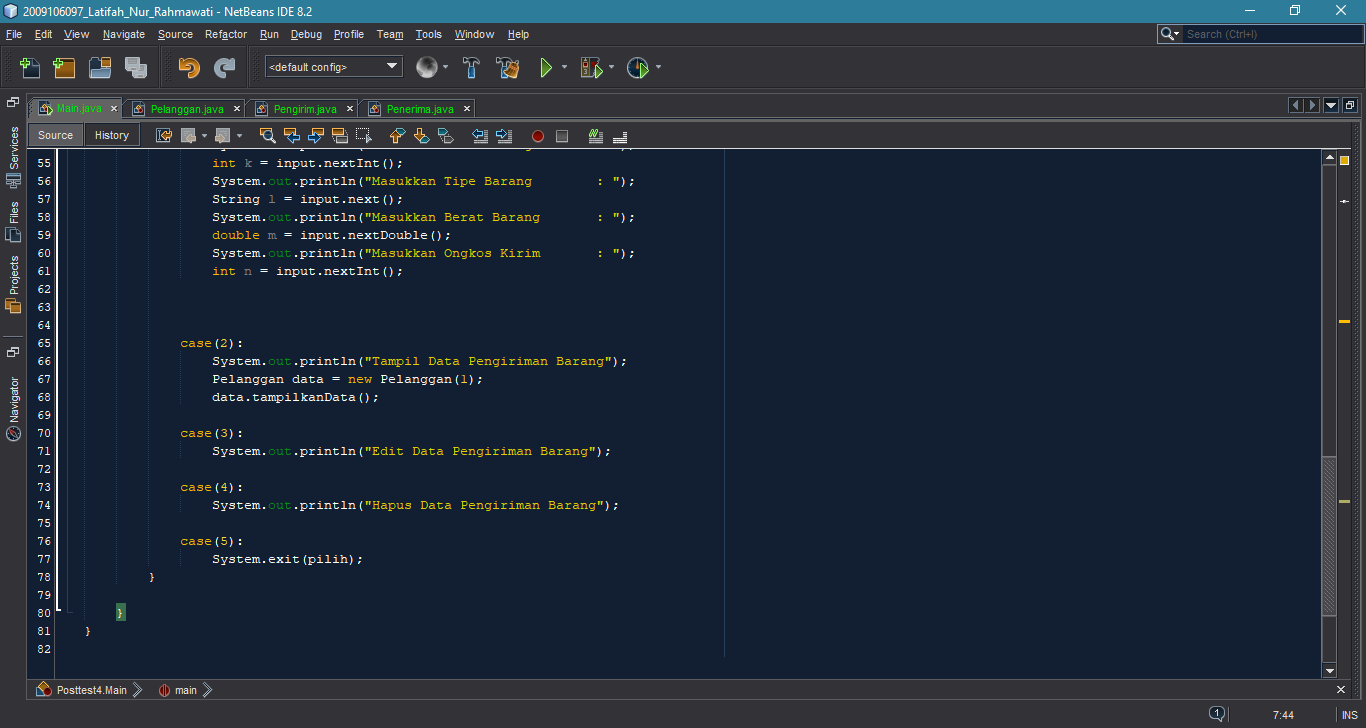 2009106097_Latifah_Nur_Rahmawati - NetBeans IDE 8.2
File Edit View Navigate Source Refactor Run Debug Profile Team Tools Window Help
Search (Ctrl+I)
<default config>
Main.java Pelanggan.java Pengirim.java Penerima.java
Source History
Services
Files
Projects
Navigator
55 int k = input.nextInt();
56 System.out.println("Masukkan Tipe Barang        : ");
57 String l = input.next();
58 System.out.println("Masukkan Berat Barang       : ");
59 double m = input.nextDouble();
60 System.out.println("Masukkan Ongkos Kirim       : ");
61 int n = input.nextInt();
62
63
64
65 case(2):
66 System.out.println("Tampil Data Pengiriman Barang");
67 Pelanggan data = new Pelanggan(1);
68 data.tampilkanData();
69
70 case(3):
71 System.out.println("Edit Data Pengiriman Barang");
72
73 case(4):
74 System.out.println("Hapus Data Pengiriman Barang");
75
76 case(5):
77 System.exit(pilih);
78 }
79
80 }
81 }
82
Posttest4.Main main
1 7:44 INS